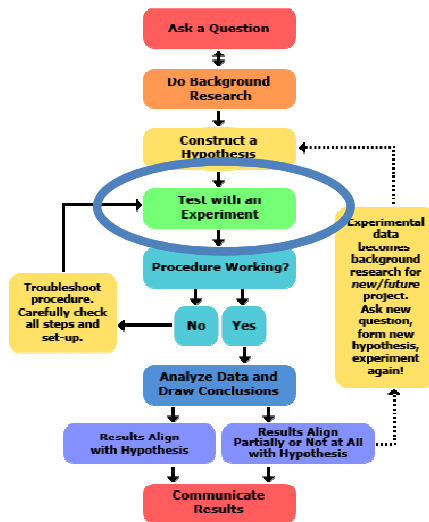 Ask a Question
Do Background
Research
Construct a
Hypothesis
Test with an
Experiment
Procedure Working?
Troubleshoot
procedure.
Carefully check
all steps and
set-up.
No
Yes
Experimental
data
becomes
background
research for
new/future
project.
Ask new
question,
form new
hypothesis,
experiment
again!
Analyze Data and
Draw Conclusions
Results Align
with Hypothesis
Results Align
Partially or Not at All
with Hypothesis
Communicate
Results